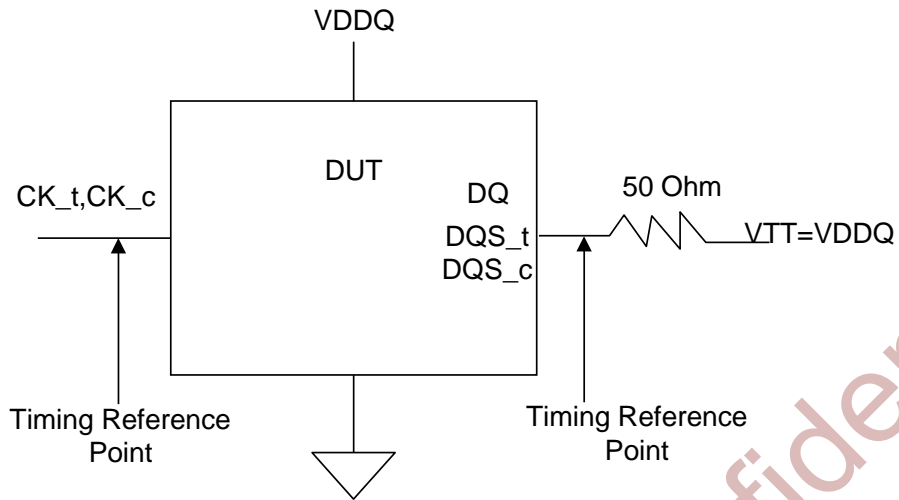 VDDQ
DUT
CK_t,CK_c
DQ
DQS_t
DQS_c
50 Ohm
VTT=VDDQ
Timing Reference
Point
Timing Reference
Point